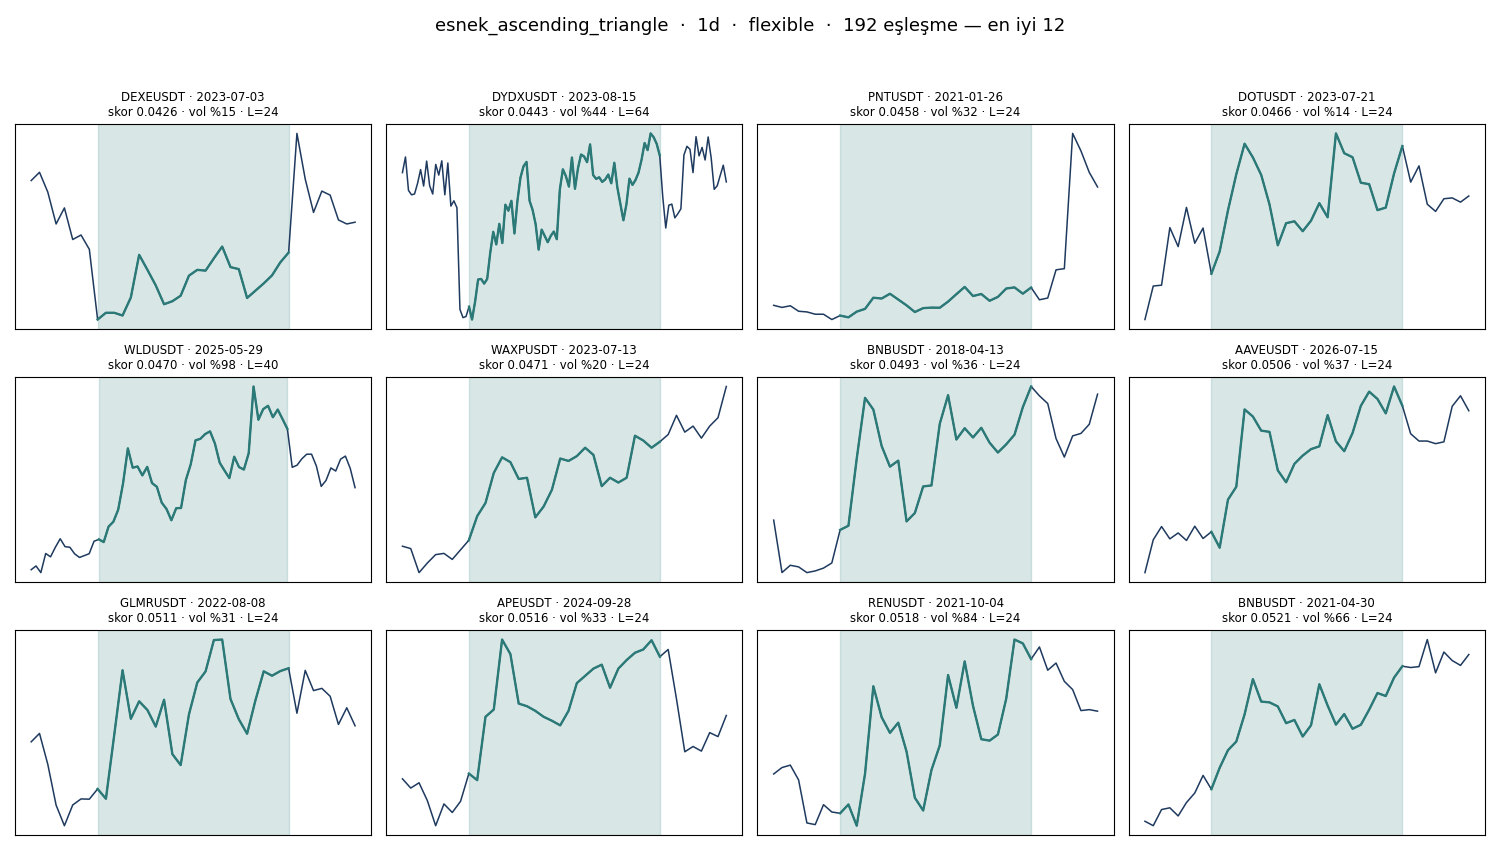 esnek_ascending_triangle · 1d · flexible · 192 eşleşme — en iyi 12
DEXEUSDT · 2023-07-03
skor 0.0426 · vol %15 · L=24
DYDXUSDT · 2023-08-15
skor 0.0443 · vol %44 · L=64
PNTUSDT · 2021-01-26
skor 0.0458 · vol %32 · L=24
DOTUSDT · 2023-07-21
skor 0.0466 · vol %14 · L=24
WLDUSDT · 2025-05-29
skor 0.0470 · vol %98 · L=40
WAXPUSDT · 2023-07-13
skor 0.0471 · vol %20 · L=24
BNBUSDT · 2018-04-13
skor 0.0493 · vol %36 · L=24
AAVEUSDT · 2026-07-15
skor 0.0506 · vol %37 · L=24
GLMRUSDT · 2022-08-08
skor 0.0511 · vol %31 · L=24
APEUSDT · 2024-09-28
skor 0.0516 · vol %33 · L=24
RENUSDT · 2021-10-04
skor 0.0518 · vol %84 · L=24
BNBUSDT · 2021-04-30
skor 0.0521 · vol %66 · L=24